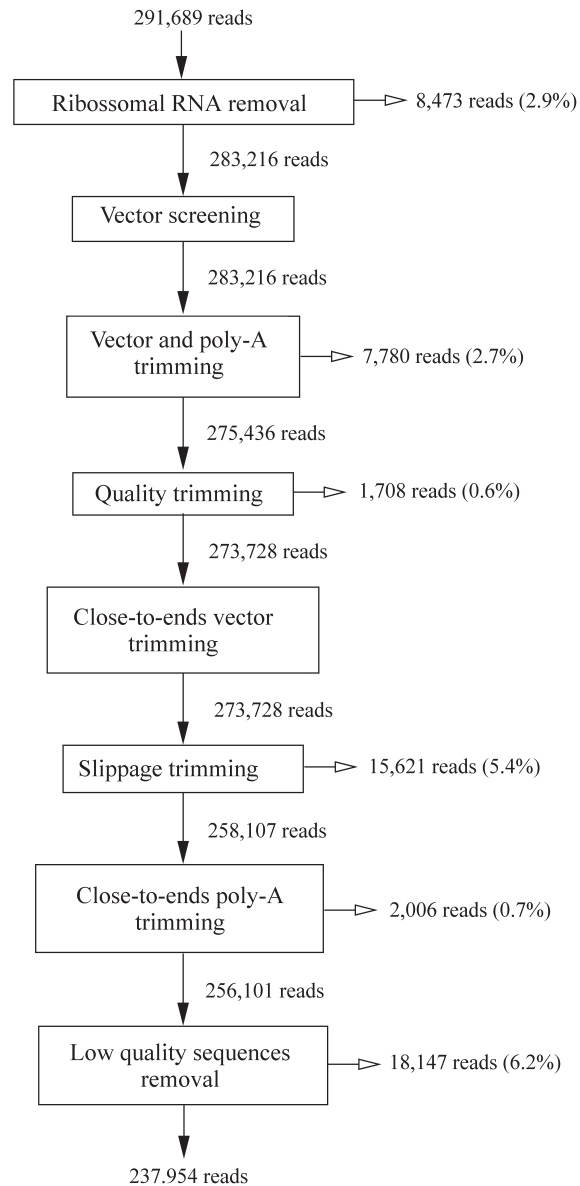 291,689 reads
Ribossomal RNA removal
8,473 reads (2.9%)
283,216 reads
Vector screening
283,216 reads
Vector and poly-A
trimming
7,780 reads (2.7%)
275,436 reads
Quality trimming
1,708 reads (0.6%)
273,728 reads
Close-to-ends vector
trimming
273,728 reads
Slippage trimming
15,621 reads (5.4%)
258,107 reads
Close-to-ends poly-A
trimming
2,006 reads (0.7%)
256,101 reads
Low quality sequences
removal
18,147 reads (6.2%)
237.954 reads